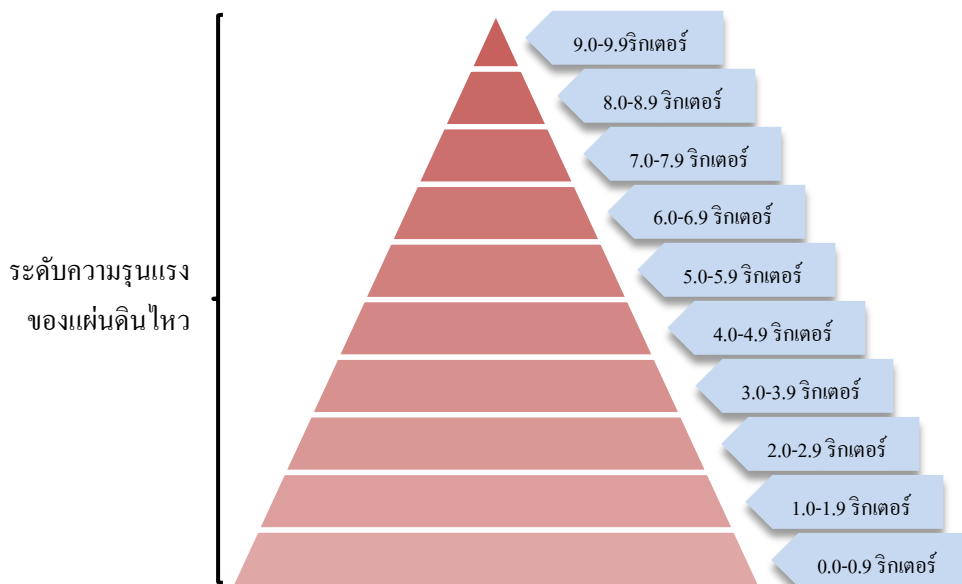 9.0-9.9ริกเตอร์
8.0-8.9 ริกเตอร์
7.0-7.9 ริกเตอร์
6.0-6.9 ริกเตอร์
ระดับความรุนแรง
ของแผ่นดินไหว
5.0-5.9 ริกเตอร์
4.0-4.9 ริกเตอร์
3.0-3.9 ริกเตอร์
2.0-2.9 ริกเตอร์
1.0-1.9 ริกเตอร์
0.0-0.9 ริกเตอร์